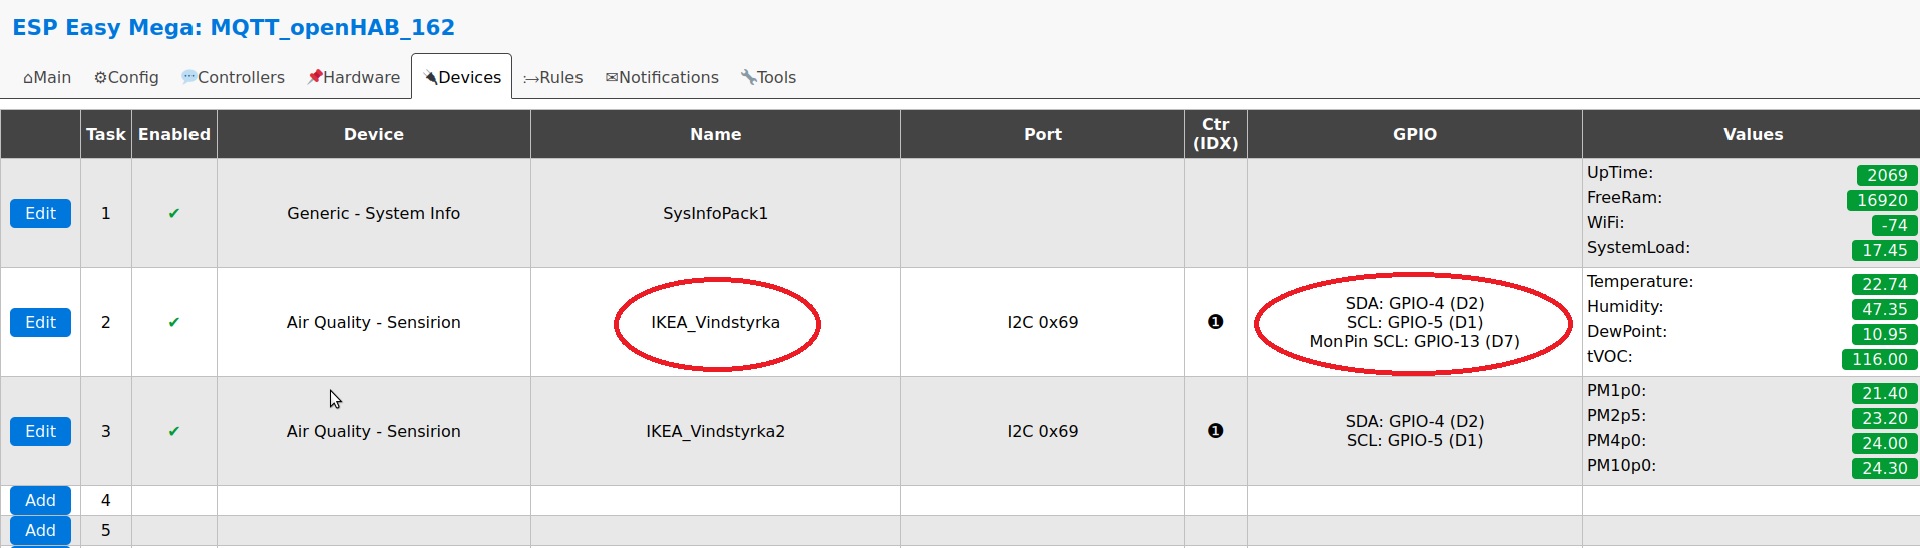 ESP Easy Mega: MQTT_openHAB_162
⌂Main ⚙Config 💬Controllers 📌Hardware 🔌Devices Rules ✉Notifications 🔧Tools
Task Enabled Device Name Port Ctr (IDX) GPIO Values
Edit 1 ✔ Generic - System Info SysInfoPack1
UpTime: 2069
FreeRam: 16920
WiFi: -74
SystemLoad: 17.45
Edit 2 ✔ Air Quality - Sensirion IKEA_Vindstyrka I2C 0x69 ❶
SDA: GPIO-4 (D2)
SCL: GPIO-5 (D1)
MonPin SCL: GPIO-13 (D7)
Temperature: 22.74
Humidity: 47.35
DewPoint: 10.95
tVOC: 116.00
Edit 3 ✔ Air Quality - Sensirion IKEA_Vindstyrka2 I2C 0x69 ❶
SDA: GPIO-4 (D2)
SCL: GPIO-5 (D1)
PM1p0: 21.40
PM2p5: 23.20
PM4p0: 24.00
PM10p0: 24.30
Add 4
Add 5